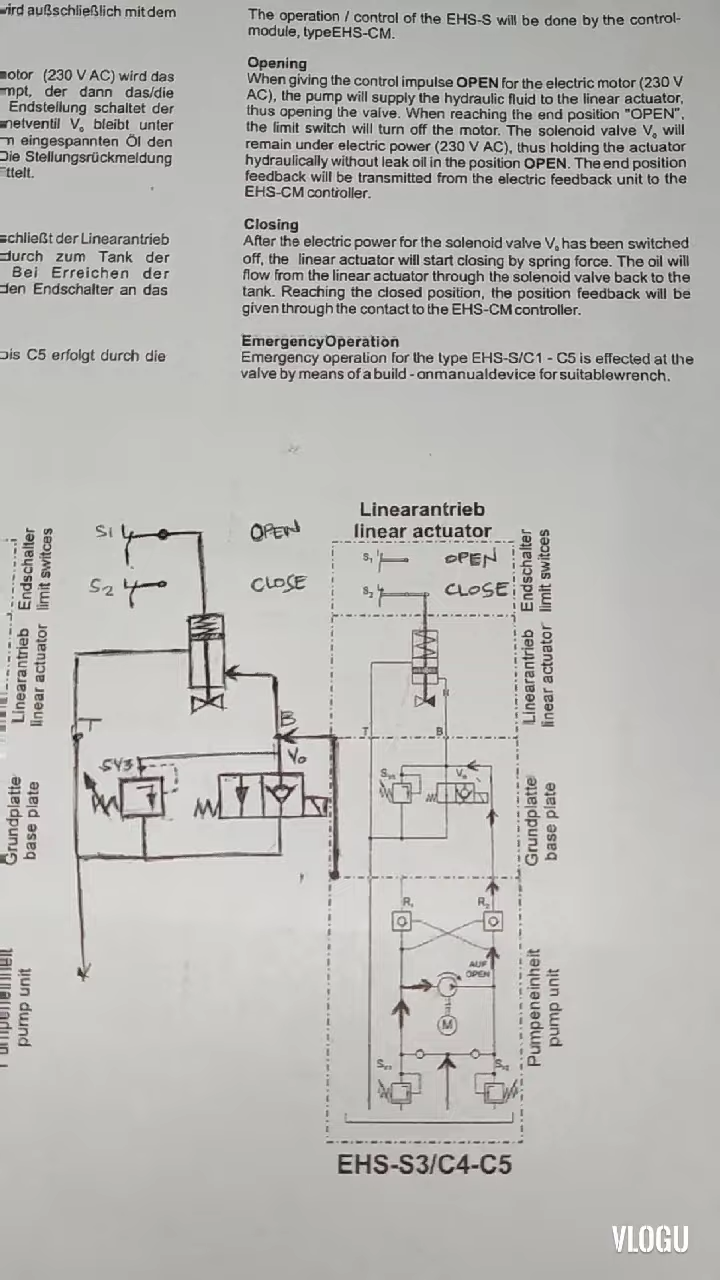 wird außschließlich mit dem
(230 V AC) wird das
der dann das/die
Endstellung schaltet der
V₀ bleibt unter
eingespannten Öl den
Die Stellungsrückmeldung
schließt der Linearantrieb
durch zum Tank der
Bei Erreichen der
den Endschalter an das
bis C5 erfolgt durch die
The operation / control of the EHS-S will be done by the control-
module, typeEHS-CM.
Opening
When giving the control impulse OPEN for the electric motor (230 V
AC), the pump will supply the hydraulic fluid to the linear actuator,
thus opening the valve. When reaching the end position "OPEN",
the limit switch will turn off the motor. The solenoid valve V₀ will
remain under electric power (230 V AC), thus holding the actuator
hydraulically without leak oil in the position OPEN. The end position
feedback will be transmitted from the electric feedback unit to the
EHS-CM controller.
Closing
After the electric power for the solenoid valve V₀ has been switched
off, the linear actuator will start closing by spring force. The oil will
flow from the linear actuator through the solenoid valve back to the
tank. Reaching the closed position, the position feedback will be
given through the contact to the EHS-CM controller.
EmergencyOperation
Emergency operation for the type EHS-S/C1 - C5 is effected at the
valve by means of a build - onmanualdevice for suitablewrench.
Endschalter
limit switces
Linearantrieb
linear actuator
Grundplatte
base plate
pump unit
S1
OPEN
S2
CLOSE
T
B
V₀
SV3
Linearantrieb
linear actuator
S₁
OPEN
S₂
CLOSE
T
B
V₀
R₁
R₂
AUF
OPEN
M
Endschalter
limit switces
Linearantrieb
linear actuator
Grundplatte
base plate
Pumpeneinheit
pump unit
EHS-S3/C4-C5
VLOGU